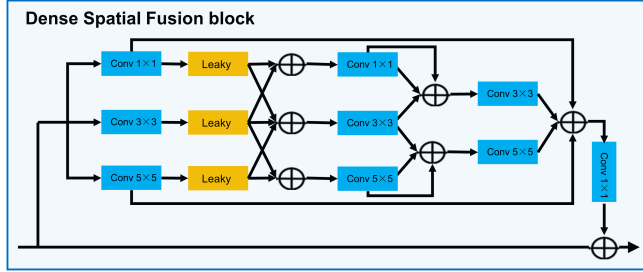 Dense Spatial Fusion block
Conv 1×1
Leaky
Conv 1×1
Conv 3×3
Conv 3×3
Leaky
Conv 3×3
Conv 5×5
Leaky
Conv 5×5
Conv 5×5
Conv 1×1